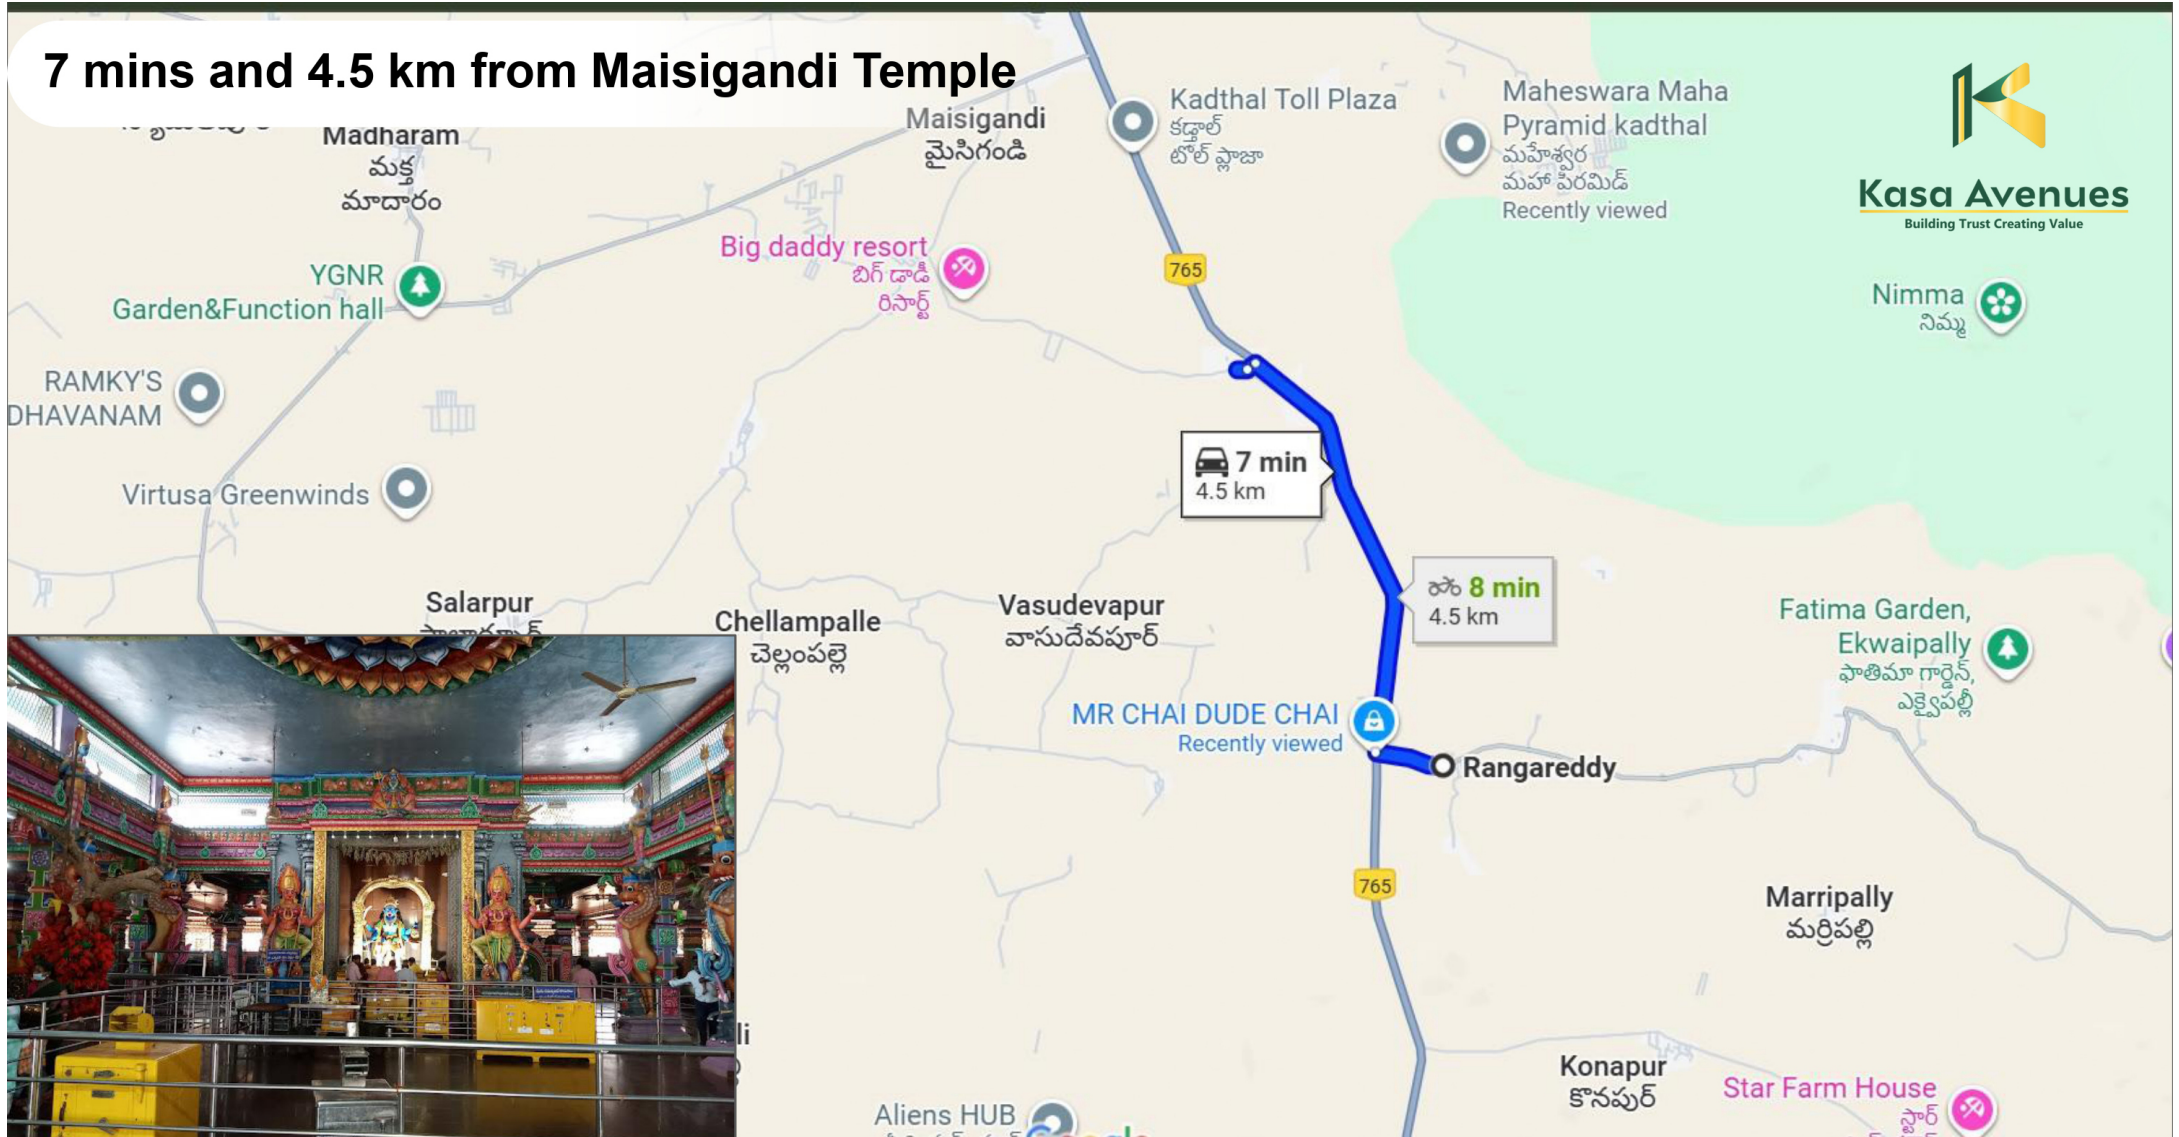 7 mins and 4.5 km from Maisigandi Temple
Kasa Avenues
Building Trust Creating Value
Madharam
మక్త
మాదారం
Maisigandi
మైసిగండి
Kadthal Toll Plaza
కడ్తాల్
టోల్ ప్లాజా
Maheswara Maha
Pyramid kadthal
మహేశ్వర
మహా పిరమిడ్
Recently viewed
YGNR
Garden&Function hall
Big daddy resort
బిగ్ డాడీ
రిసార్ట్
765
Nimma
నిమ్మ
RAMKY'S
DHAVANAM
Virtusa Greenwinds
7 min
4.5 km
8 min
4.5 km
Salarpur
Chellampalle
చెల్లంపల్లె
Vasudevapur
వాసుదేవపూర్
Fatima Garden,
Ekwaipally
ఫాతిమా గార్డెన్,
ఎక్వైపల్లీ
MR CHAI DUDE CHAI
Recently viewed
Rangareddy
765
Marripally
మర్రిపల్లి
li
Konapur
కొనపుర్
Star Farm House
స్టార్
Aliens HUB